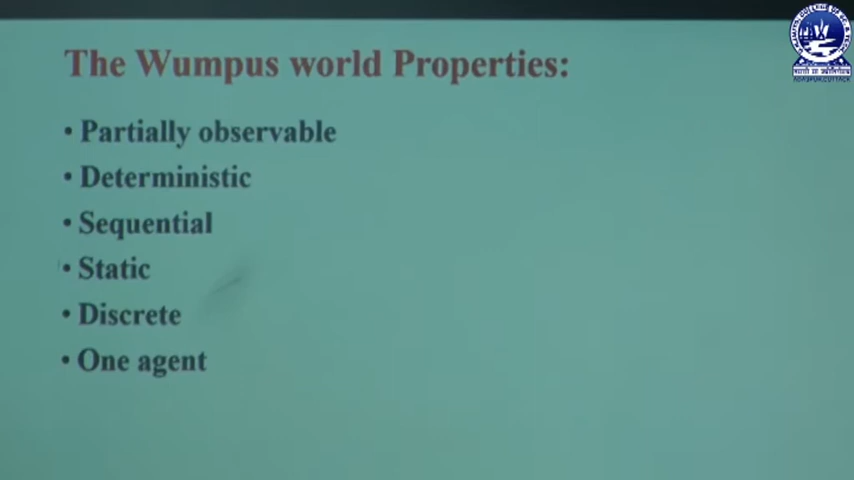 The Wumpus world Properties:
• Partially observable
• Deterministic
• Sequential
• Static
• Discrete
• One agent